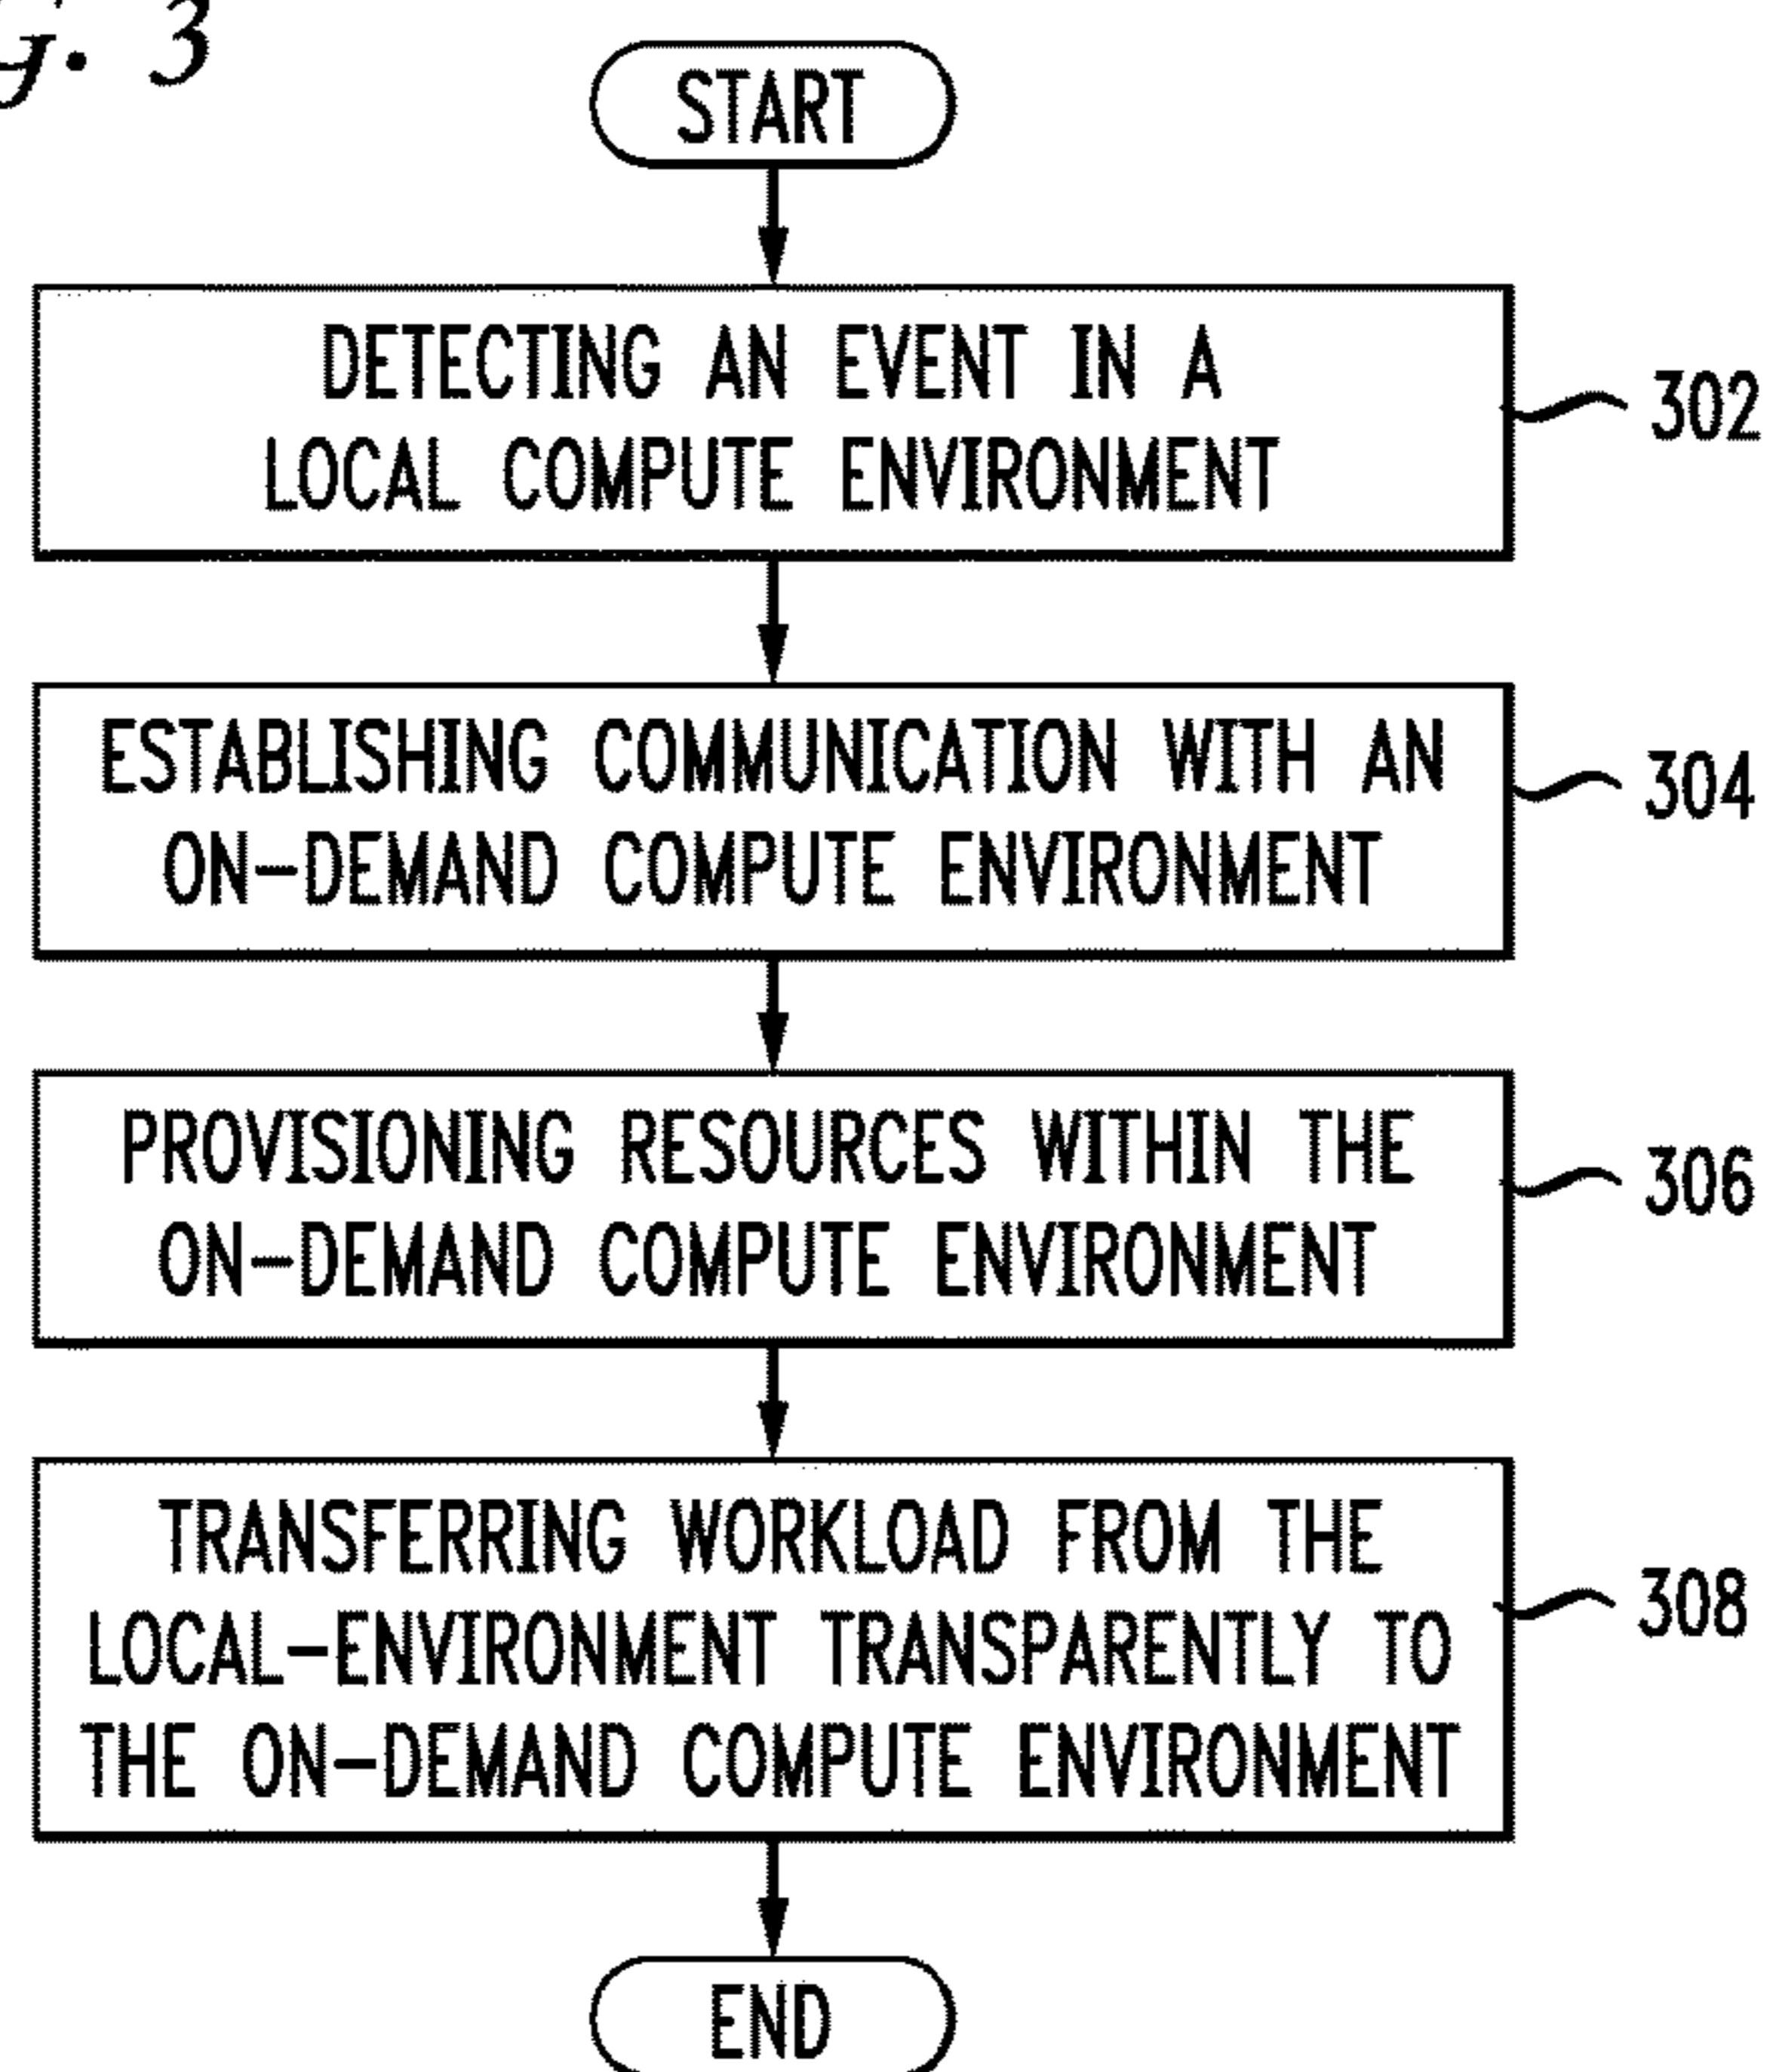 G. 3
START
DETECTING AN EVENT IN A
LOCAL COMPUTE ENVIRONMENT
302
ESTABLISHING COMMUNICATION WITH AN
ON-DEMAND COMPUTE ENVIRONMENT
304
PROVISIONING RESOURCES WITHIN THE
ON-DEMAND COMPUTE ENVIRONMENT
306
TRANSFERRING WORKLOAD FROM THE
LOCAL-ENVIRONMENT TRANSPARENTLY TO
THE ON-DEMAND COMPUTE ENVIRONMENT
308
END